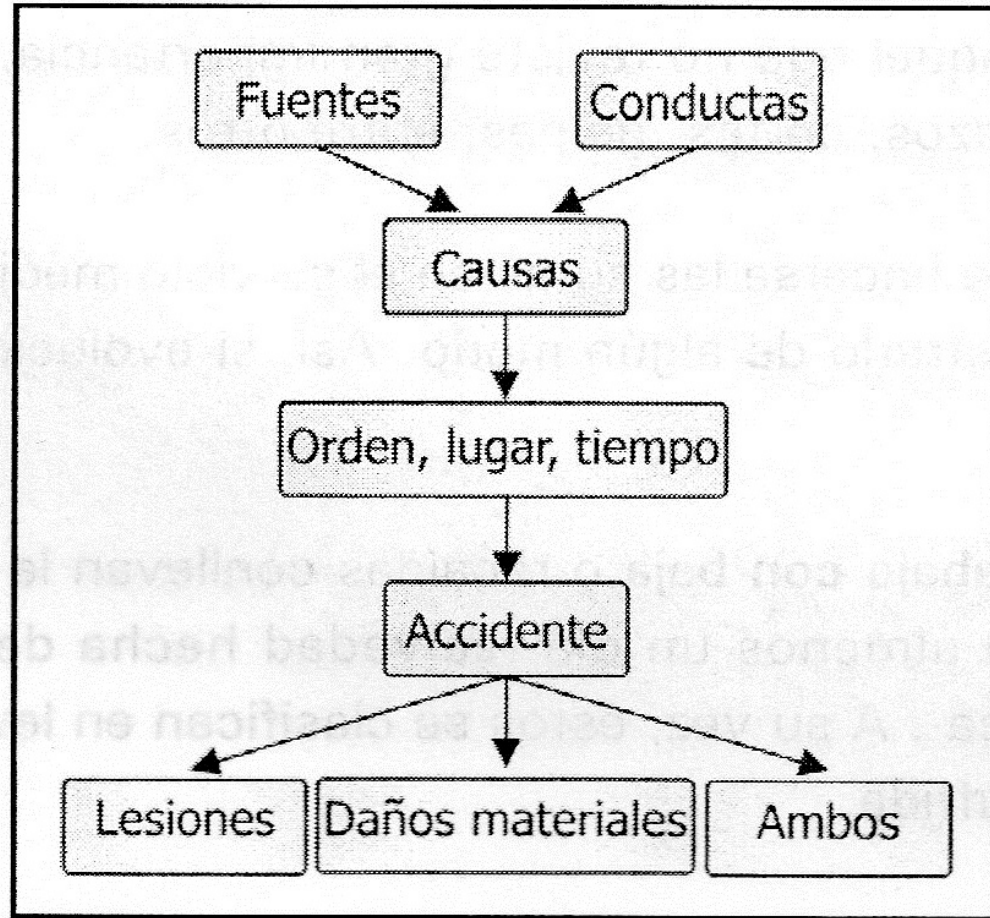 Fuentes
Conductas
Causas
Orden, lugar, tiempo
Accidente
Lesiones
Daños materiales
Ambos